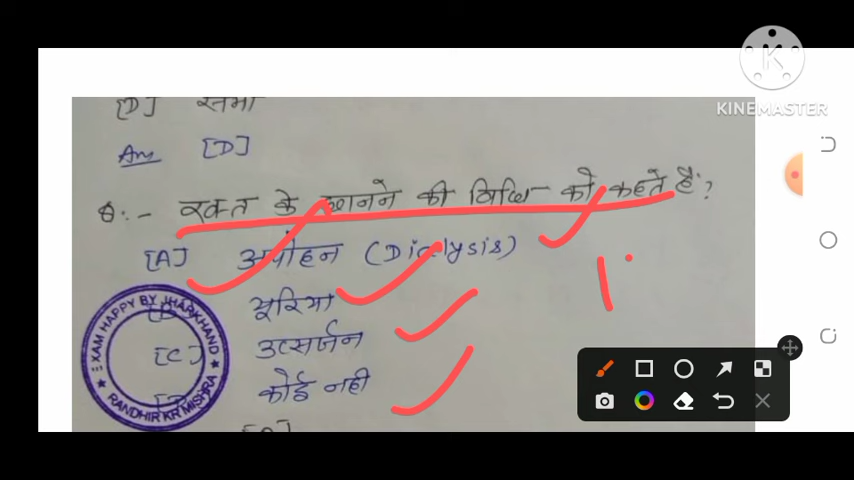 KINEMASTER
[D] रतमा
Ans [D]
Q:- रक्त के छानने की विधि को कहते हैं?
[A] अपोहन (Dialysis)
यूरिया
[C] उत्सर्जन
कोई नही
EXAM HAPPY BY JHARKHAND
RANDHIR KR MISHRA